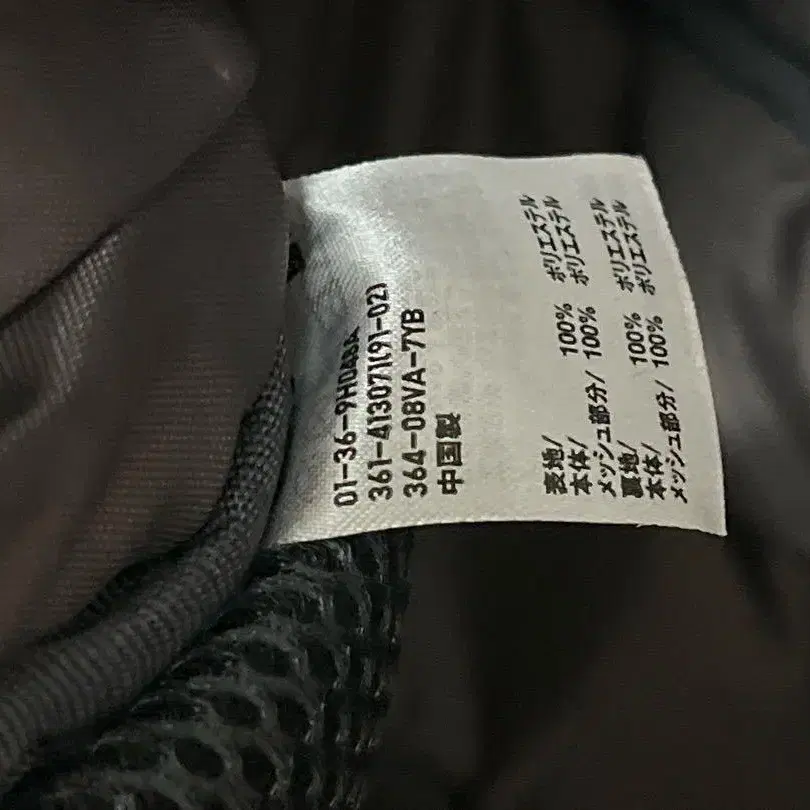 01-36-9H040A
361-413071(91-02)
364-08VA-7YB
中国製
表地/
本体/ 100% ポリエステル
メッシュ部分/ 100% ポリエステル
裏地/
本体/ 100% ポリエステル
メッシュ部分/ 100% ポリエステル